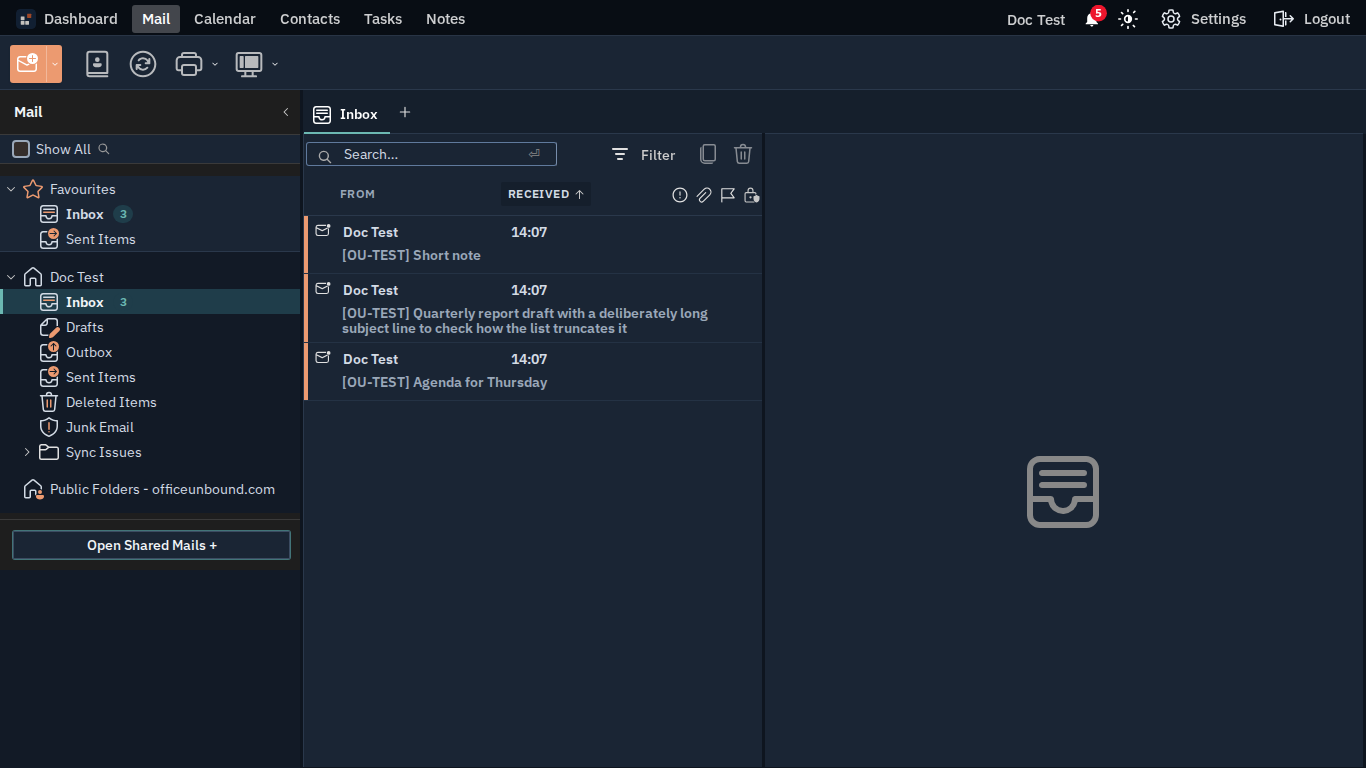 Dashboard
Mail
Calendar
Contacts
Tasks
Notes
Doc Test
5
Settings
Logout
Mail
Show All
Favourites
Inbox 3
Sent Items
Doc Test
Inbox 3
Drafts
Outbox
Sent Items
Deleted Items
Junk Email
Sync Issues
Public Folders - officeunbound.com
Open Shared Mails +
Inbox
+
Search...
Filter
FROM
RECEIVED ↑
Doc Test 14:07
[OU-TEST] Short note
Doc Test 14:07
[OU-TEST] Quarterly report draft with a deliberately long
subject line to check how the list truncates it
Doc Test 14:07
[OU-TEST] Agenda for Thursday